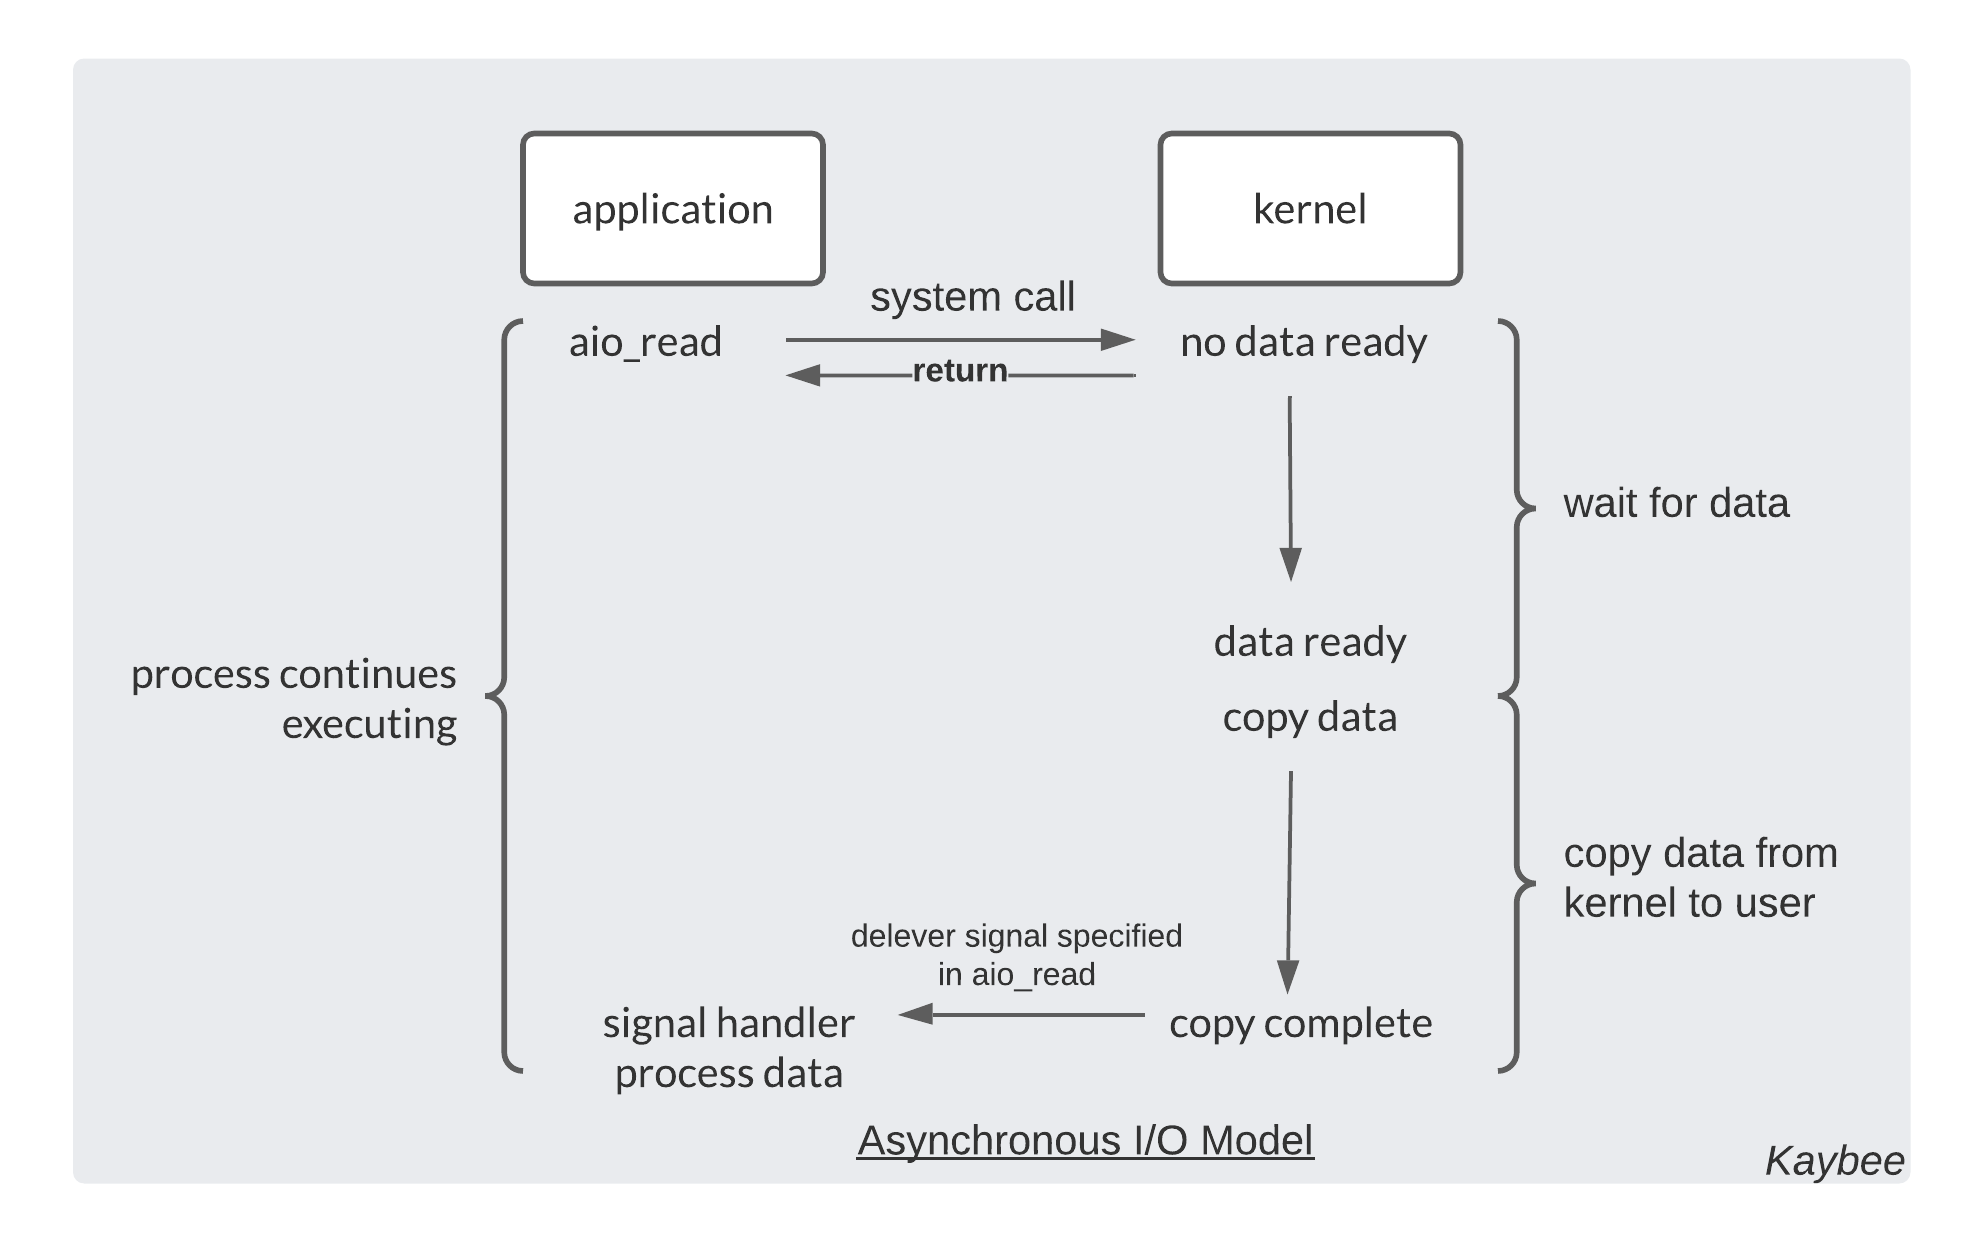 application
kernel
system call
aio_read
no data ready
return
wait for data
data ready
process continues
executing
copy data
copy data from
kernel to user
delever signal specified
in aio_read
signal handler
process data
copy complete
Asynchronous I/O Model
Kaybee